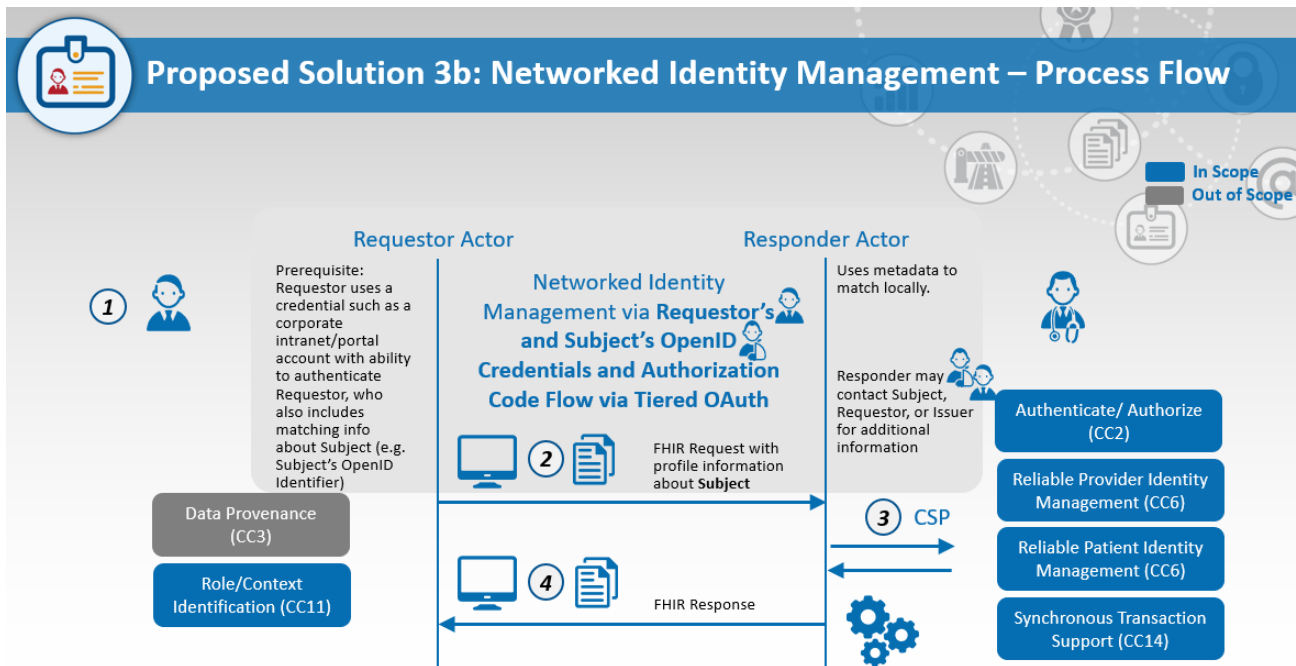 Proposed Solution 3b: Networked Identity Management – Process Flow
In Scope
Out of Scope
Requestor Actor
Responder Actor
1
Prerequisite:
Requestor uses a
credential such as a
corporate
intranet/portal
account with ability
to authenticate
Requestor, who
also includes
matching info
about Subject (e.g.
Subject's OpenID
Identifier)
Networked Identity
Management via Requestor's
and Subject's OpenID
Credentials and Authorization
Code Flow via Tiered OAuth
Uses metadata to
match locally.
Responder may
contact Subject,
Requestor, or Issuer
for additional
information
2
FHIR Request with
profile information
about Subject
3
CSP
4
FHIR Response
Data Provenance
(CC3)
Role/Context
Identification (CC11)
Authenticate/ Authorize
(CC2)
Reliable Provider Identity
Management (CC6)
Reliable Patient Identity
Management (CC6)
Synchronous Transaction
Support (CC14)